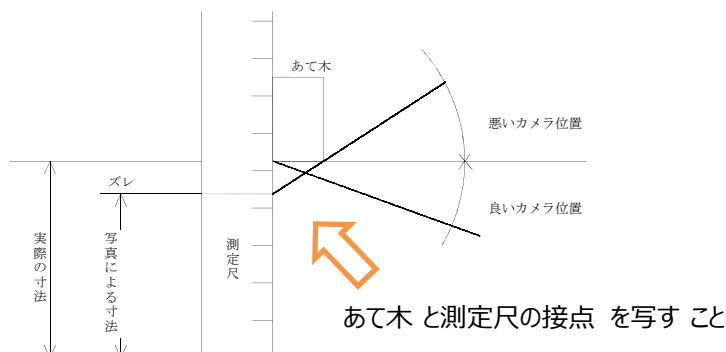 あて木
悪いカメラ位置
ズレ
良いカメラ位置
実際の寸法
写真による寸法
測定尺
あて木 と測定尺の接点 を写す こと